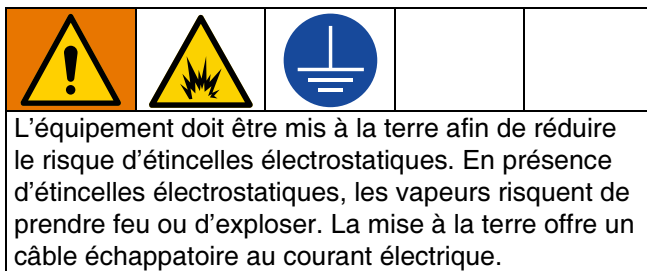 L’équipement doit être mis à la terre afin de réduire
le risque d’étincelles électrostatiques. En présence
d’étincelles électrostatiques, les vapeurs risquent de
prendre feu ou d’exploser. La mise à la terre offre un
câble échappatoire au courant électrique.